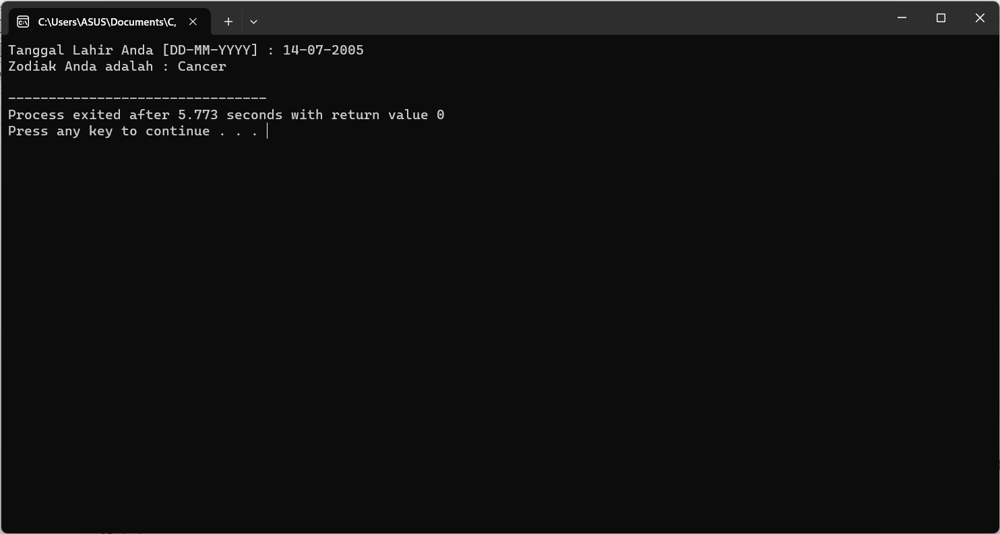 C:\Users\ASUS\Documents\C,
Tanggal Lahir Anda [DD-MM-YYYY] : 14-07-2005
Zodiak Anda adalah : Cancer
--------------------------------
Process exited after 5.773 seconds with return value 0
Press any key to continue . . .